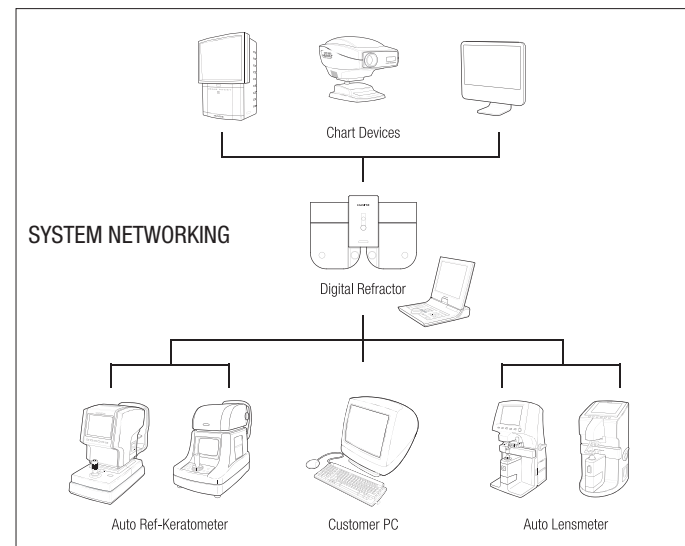 Chart Devices
SYSTEM NETWORKING
Digital Refractor
Auto Ref-Keratometer
Customer PC
Auto Lensmeter